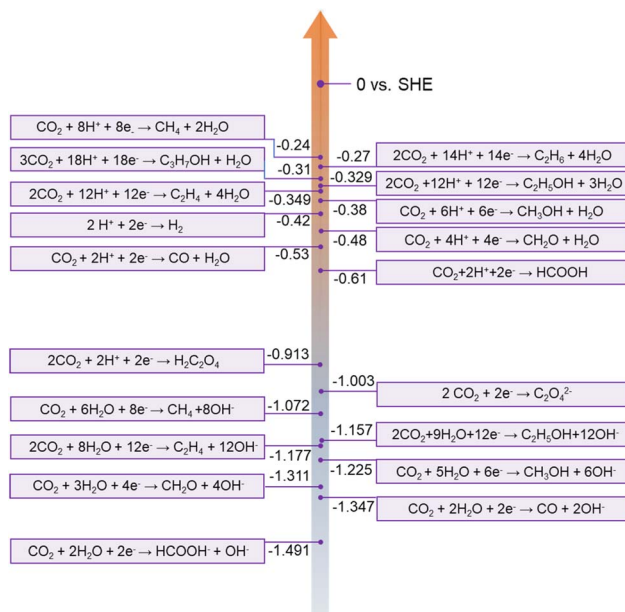 0 vs. SHE
CO₂ + 8H⁺ + 8e₋ → CH₄ + 2H₂O
-0.24
-0.27
2CO₂ + 14H⁺ + 14e⁻ → C₂H₆ + 4H₂O
3CO₂ + 18H⁺ + 18e⁻ → C₃H₇OH + H₂O
-0.31
-0.329
2CO₂ +12H⁺ + 12e⁻ → C₂H₅OH + 3H₂O
2CO₂ + 12H⁺ + 12e⁻ → C₂H₄ + 4H₂O
-0.349
-0.38
CO₂ + 6H⁺ + 6e⁻ → CH₃OH + H₂O
2 H⁺ + 2e⁻ → H₂
-0.42
-0.48
CO₂ + 4H⁺ + 4e⁻ → CH₂O + H₂O
CO₂ + 2H⁺ + 2e⁻ → CO + H₂O
-0.53
-0.61
CO₂+2H⁺+2e⁻ → HCOOH
2CO₂ + 2H⁺ + 2e⁻ → H₂C₂O₄
-0.913
-1.003
2 CO₂ + 2e⁻ → C₂O₄²⁻
CO₂ + 6H₂O + 8e⁻ → CH₄ +8OH⁻
-1.072
-1.157
2CO₂+9H₂O+12e⁻ → C₂H₅OH+12OH⁻
2CO₂ + 8H₂O + 12e⁻ → C₂H₄ + 12OH⁻
-1.177
-1.225
CO₂ + 5H₂O + 6e⁻ → CH₃OH + 6OH⁻
CO₂ + 3H₂O + 4e⁻ → CH₂O + 4OH⁻
-1.311
-1.347
CO₂ + 2H₂O + 2e⁻ → CO + 2OH⁻
CO₂ + 2H₂O + 2e⁻ → HCOOH⁻ + OH⁻
-1.491